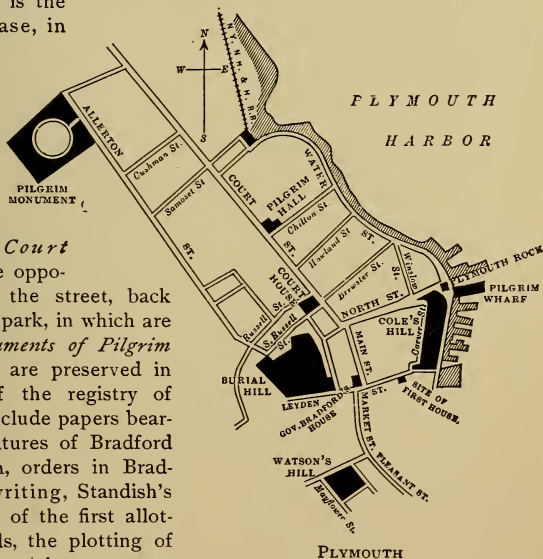 is the
ase, in
Court
e oppo-
the street, back
park, in which are
ments of Pilgrim
are preserved in
f the registry of
clude papers bear-
atures of Bradford
n, orders in Brad-
vriting, Standish's
of the first allot-
ls, the plotting of
N.Y., N.H. & H. R.R.
N
W
E
S
PLYMOUTH
HARBOR
ALLERTON
ST.
Cushman St.
Samoset St.
PILGRIM
MONUMENT
COURT
ST.
WATER
ST.
PILGRIM
HALL
Chilton St.
Howland St.
Brewster St.
Winslow St.
COURT
HOUSE
NORTH ST.
Russell St.
S. Russell
St.
PLYMOUTH ROCK
PILGRIM
WHARF
COLE'S
HILL
Carver St.
MAIN ST.
BURIAL
HILL
LEYDEN
ST.
GOV. BRADFORD'S
HOUSE
SITE OF
FIRST HOUSE.
MARKET ST.
PLEASANT ST.
WATSON'S
HILL
Mayflower St.
PLYMOUTH